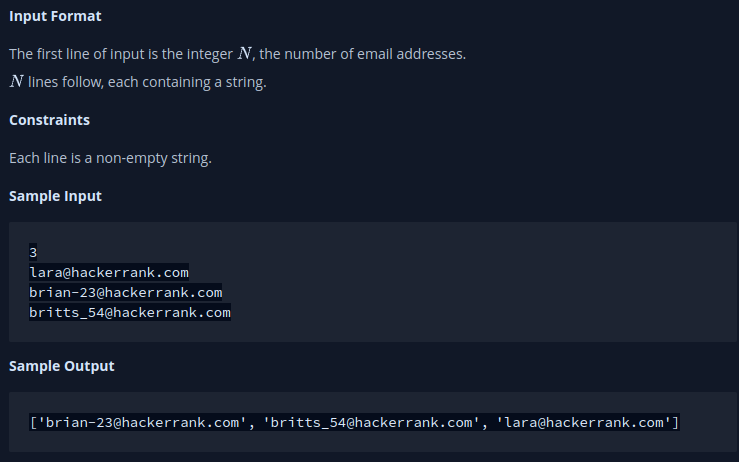 Input Format
The first line of input is the integer N, the number of email addresses.
N lines follow, each containing a string.
Constraints
Each line is a non-empty string.
Sample Input
3
lara@hackerrank.com
brian-23@hackerrank.com
britts_54@hackerrank.com
Sample Output
['brian-23@hackerrank.com', 'britts_54@hackerrank.com', 'lara@hackerrank.com']